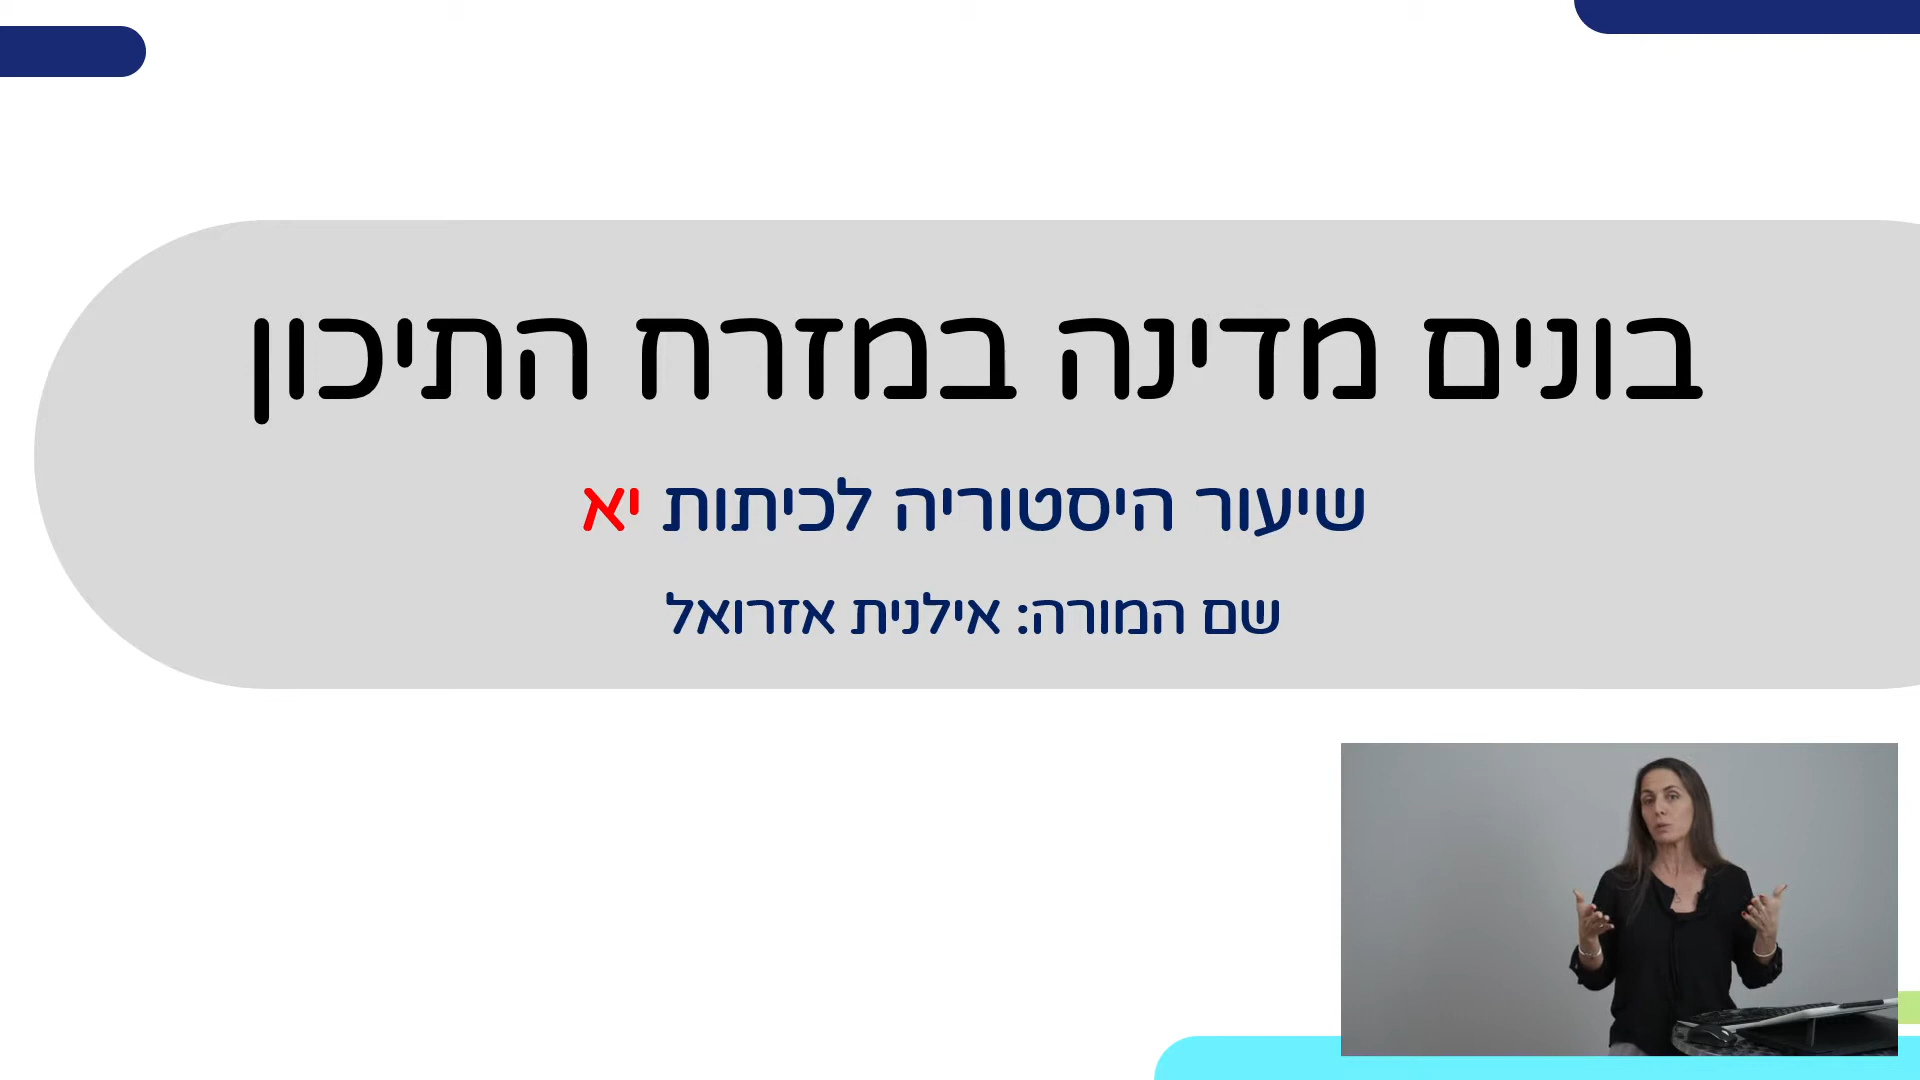 בונים מדינה במזרח התיכון
שיעור היסטוריה לכיתות יא
שם המורה: אילנית אזרואל